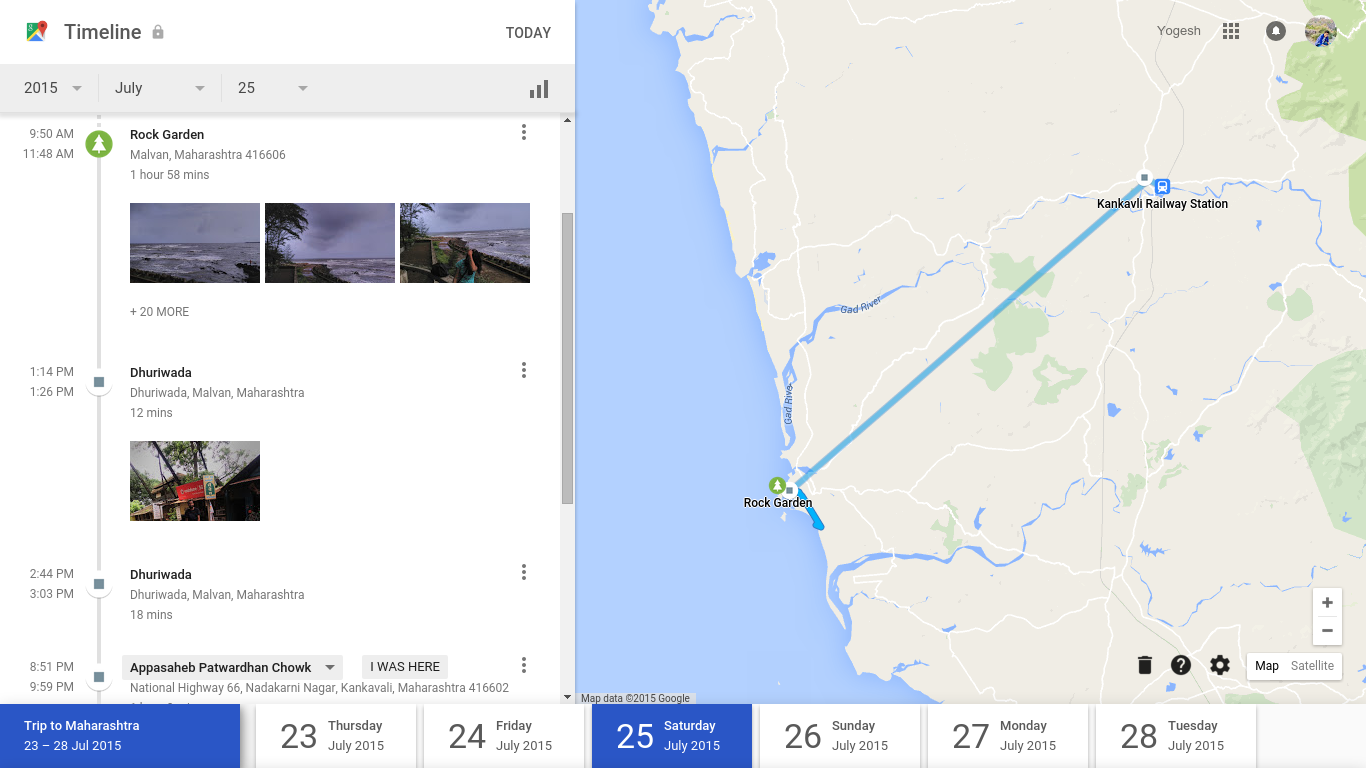 Timeline
TODAY
2015
July
25
9:50 AM
11:48 AM
Rock Garden
Malvan, Maharashtra 416606
1 hour 58 mins
+ 20 MORE
1:14 PM
1:26 PM
Dhuriwada
Dhuriwada, Malvan, Maharashtra
12 mins
2:44 PM
3:03 PM
Dhuriwada
Dhuriwada, Malvan, Maharashtra
18 mins
8:51 PM
9:59 PM
Appasaheb Patwardhan Chowk
I WAS HERE
National Highway 66, Nadakarni Nagar, Kankavali, Maharashtra 416602
Yogesh
Kankavli Railway Station
Gad River
Gad River
Rock Garden
Map
Satellite
Map data ©2015 Google
Trip to Maharashtra
23 – 28 Jul 2015
23
Thursday
July 2015
24
Friday
July 2015
25
Saturday
July 2015
26
Sunday
July 2015
27
Monday
July 2015
28
Tuesday
July 2015